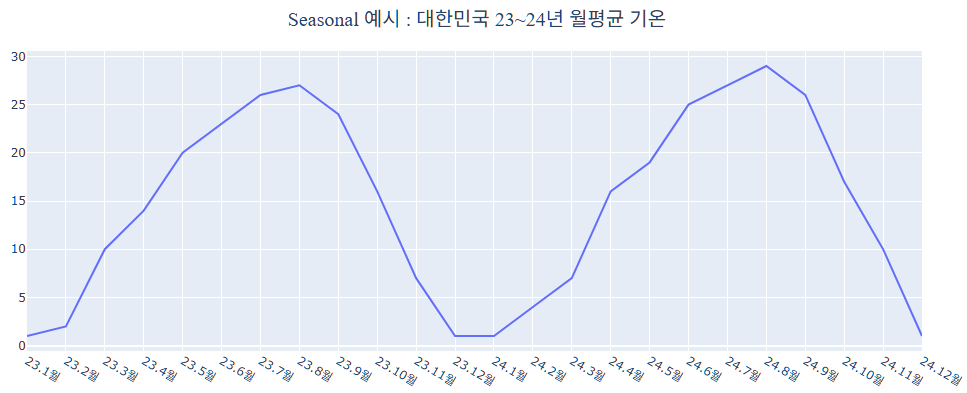 Seasonal 예시 : 대한민국 23~24년 월평균 기온
30
25
20
15
10
5
0
23.1월
23.2월
23.3월
23.4월
23.5월
23.6월
23.7월
23.8월
23.9월
23.10월
23.11월
23.12월
24.1월
24.2월
24.3월
24.4월
24.5월
24.6월
24.7월
24.8월
24.9월
24.10월
24.11월
24.12월